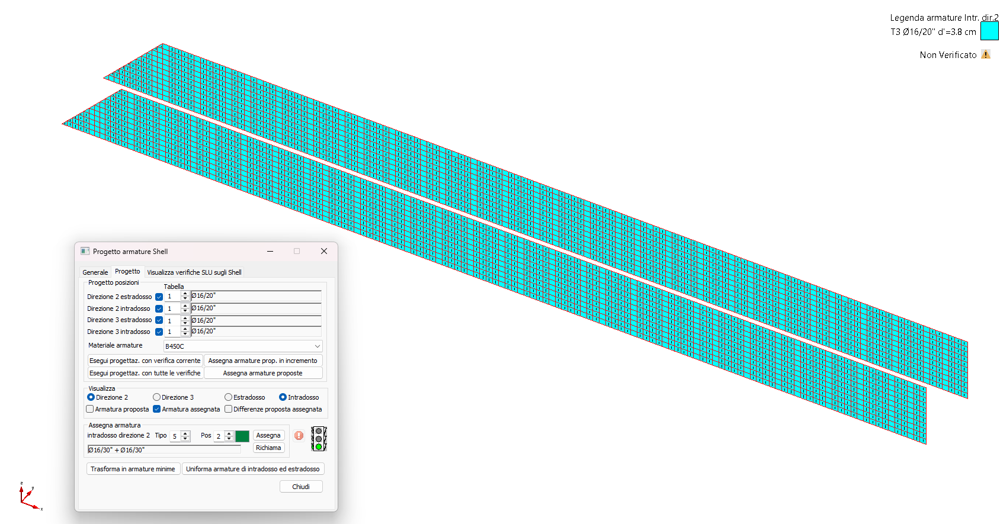 Legenda armature Intr. dir.2
T3 Ø16/20" d'=3.8 cm
Non Verificato
Progetto armature Shell
Generale Progetto Visualizza verifiche SLU sugli Shell
Progetto posizioni
Tabella
Direzione 2 estradosso 1 Ø16/20"
Direzione 2 intradosso 1 Ø16/20"
Direzione 3 estradosso 1 Ø16/20"
Direzione 3 intradosso 1 Ø16/20"
Materiale armature B450C
Esegui progettaz. con verifica corrente Assegna armature prop. in incremento
Esegui progettaz. con tutte le verifiche Assegna armature proposte
Visualizza
Direzione 2 Direzione 3 Estradosso Intradosso
Armatura proposta Armatura assegnata Differenze proposta assegnata
Assegna armatura
intradosso direzione 2 Tipo 5 Pos 2 Assegna
Ø16/30" + Ø16/30" Richiama
Trasforma in armature minime Uniforma armature di intradosso ed estradosso
Chiudi
z
y
x